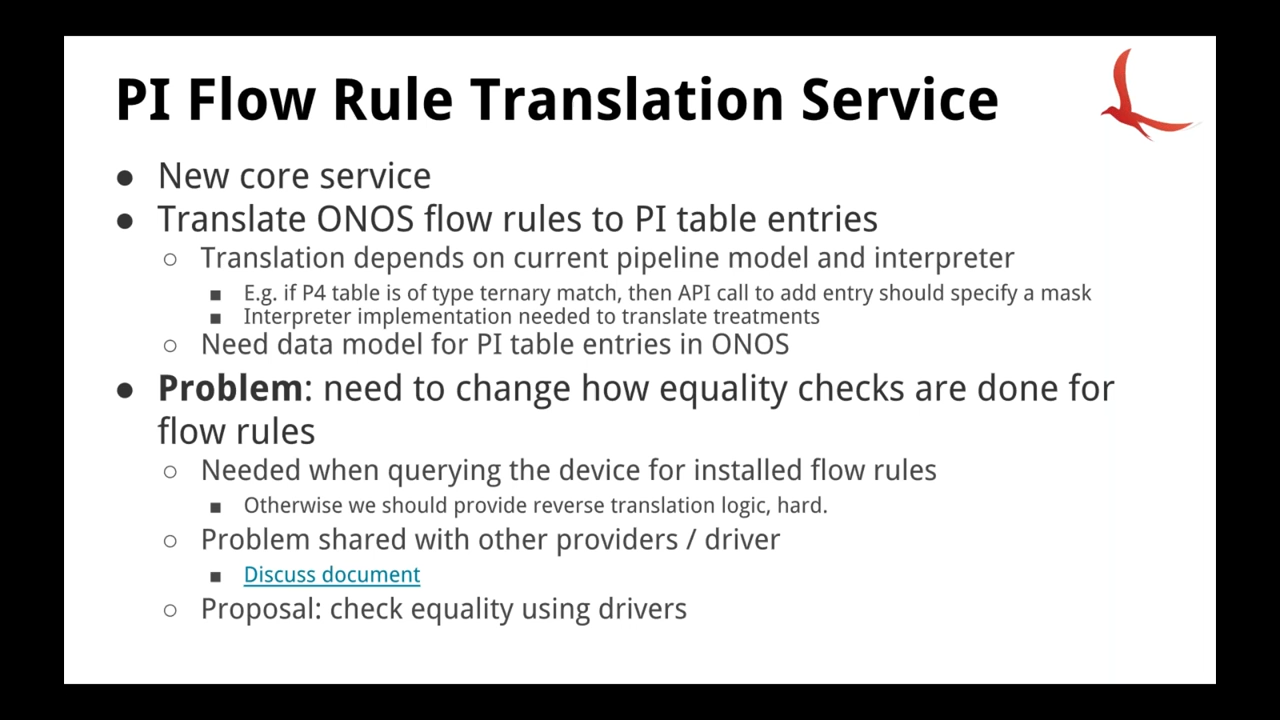 PI Flow Rule Translation Service
● New core service
● Translate ONOS flow rules to PI table entries
○ Translation depends on current pipeline model and interpreter
■ E.g. if P4 table is of type ternary match, then API call to add entry should specify a mask
■ Interpreter implementation needed to translate treatments
○ Need data model for PI table entries in ONOS
● Problem: need to change how equality checks are done for
flow rules
○ Needed when querying the device for installed flow rules
■ Otherwise we should provide reverse translation logic, hard.
○ Problem shared with other providers / driver
■ Discuss document
○ Proposal: check equality using drivers